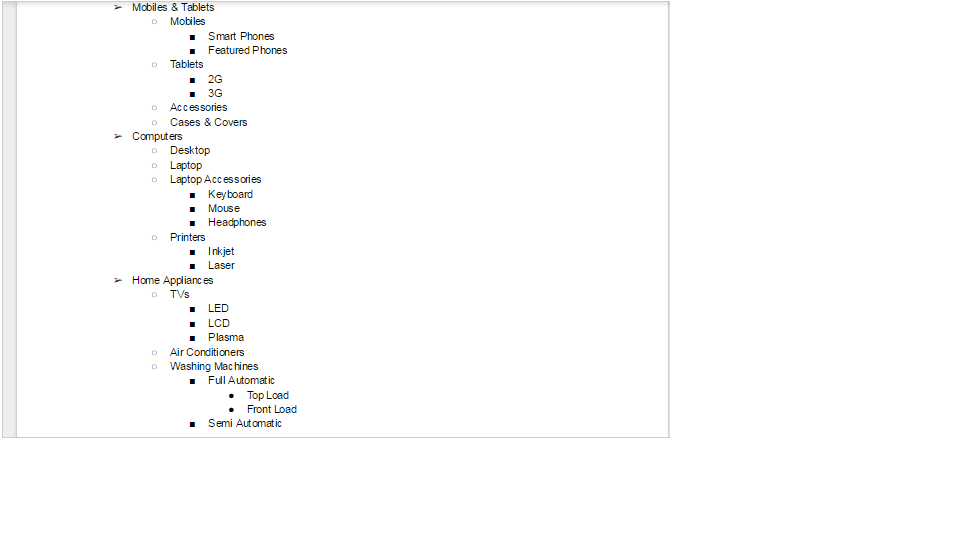 ➢ Mobiles & Tablets
○ Mobiles
■ Smart Phones
■ Featured Phones
○ Tablets
■ 2G
■ 3G
○ Accessories
○ Cases & Covers
➢ Computers
○ Desktop
○ Laptop
○ Laptop Accessories
■ Keyboard
■ Mouse
■ Headphones
○ Printers
■ Inkjet
■ Laser
➢ Home Appliances
○ TVs
■ LED
■ LCD
■ Plasma
○ Air Conditioners
○ Washing Machines
■ Full Automatic
● Top Load
● Front Load
■ Semi Automatic